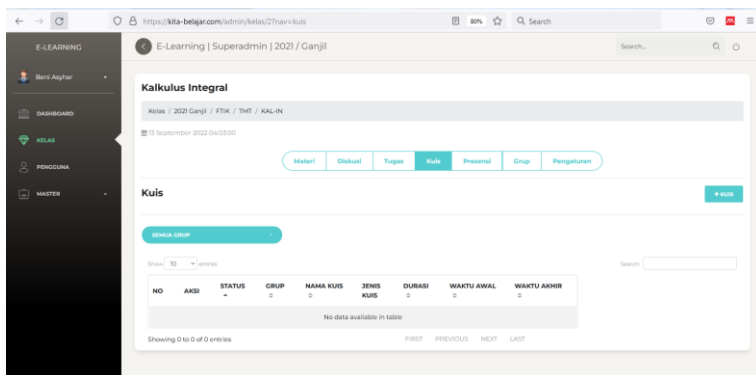 https://kita-belajar.com/admin/kelas/2?nav=kuis
80%
Search
E-LEARNING
E-Learning | Superadmin | 2021 / Ganjil
Search...
Beni Asyhar
DASHBOARD
KELAS
PENGGUNA
MASTER
Kalkulus Integral
Kelas / 2021 Ganjil / FTIK / TMT / KAL-IN
13 September 2022 04:03:00
Materi Diskusi Tugas Kuis Presensi Grup Pengaturan
Kuis
+ KUIS
SEMUA GRUP
Show 10 entries
Search:
NO AKSI STATUS GRUP NAMA KUIS JENIS KUIS DURASI WAKTU AWAL WAKTU AKHIR
No data available in table
Showing 0 to 0 of 0 entries
FIRST PREVIOUS NEXT LAST